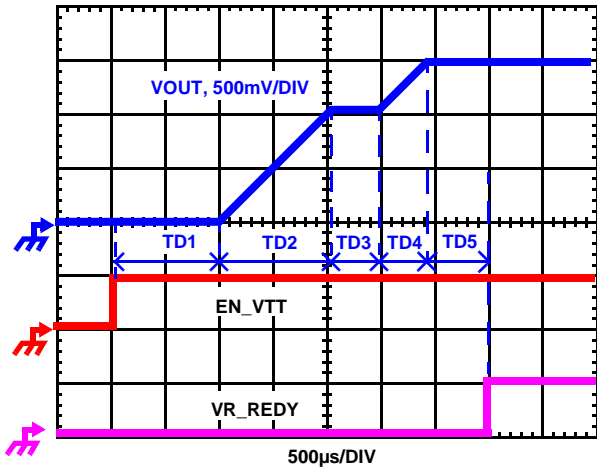 VOUT, 500mV/DIV
TD1 TD2 TD3 TD4 TD5
EN_VTT
VR_REDY
500µs/DIV